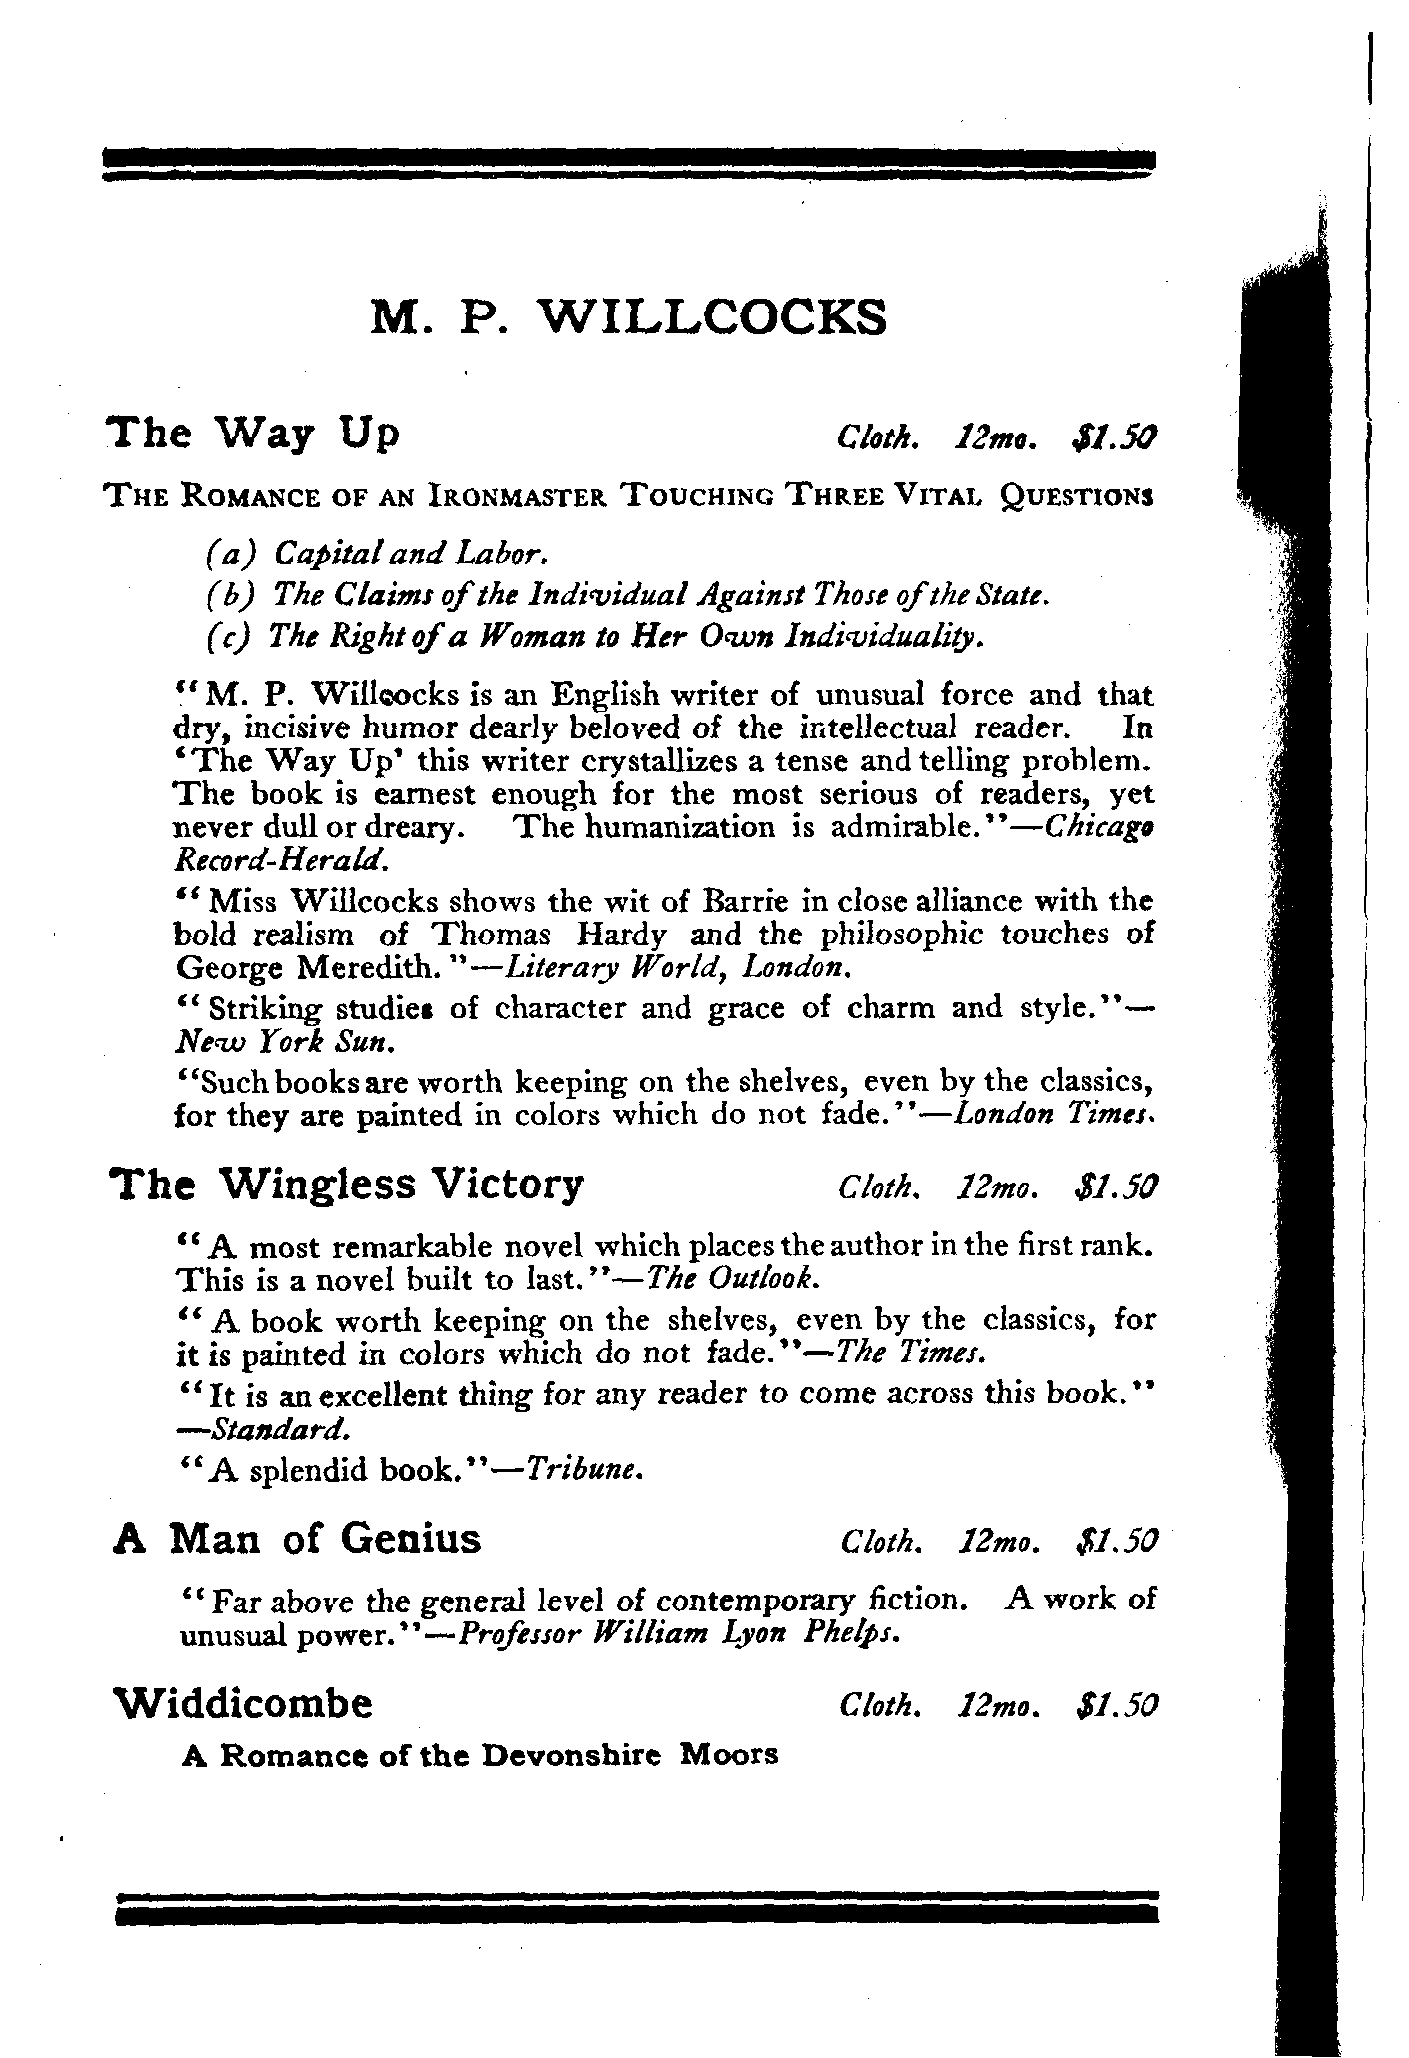 M. P. WILLCOCKS
The Way Up Cloth. 12mo. $1.50
THE ROMANCE OF AN IRONMASTER TOUCHING THREE VITAL QUESTIONS
(a) Capital and Labor.
(b) The Claims of the Individual Against Those of the State.
(c) The Right of a Woman to Her Own Individuality.
“M. P. Willcocks is an English writer of unusual force and that
dry, incisive humor dearly beloved of the intellectual reader. In
‘The Way Up’ this writer crystallizes a tense and telling problem.
The book is earnest enough for the most serious of readers, yet
never dull or dreary. The humanization is admirable.”—Chicago
Record-Herald.
“Miss Willcocks shows the wit of Barrie in close alliance with the
bold realism of Thomas Hardy and the philosophic touches of
George Meredith.”—Literary World, London.
“Striking studies of character and grace of charm and style.”—
New York Sun.
“Such books are worth keeping on the shelves, even by the classics,
for they are painted in colors which do not fade.”—London Times.
The Wingless Victory Cloth. 12mo. $1.50
“A most remarkable novel which places the author in the first rank.
This is a novel built to last.”—The Outlook.
“A book worth keeping on the shelves, even by the classics, for
it is painted in colors which do not fade.”—The Times.
“It is an excellent thing for any reader to come across this book.”
—Standard.
“A splendid book.”—Tribune.
A Man of Genius Cloth. 12mo. $1.50
“Far above the general level of contemporary fiction. A work of
unusual power.”—Professor William Lyon Phelps.
Widdicombe Cloth. 12mo. $1.50
A Romance of the Devonshire Moors